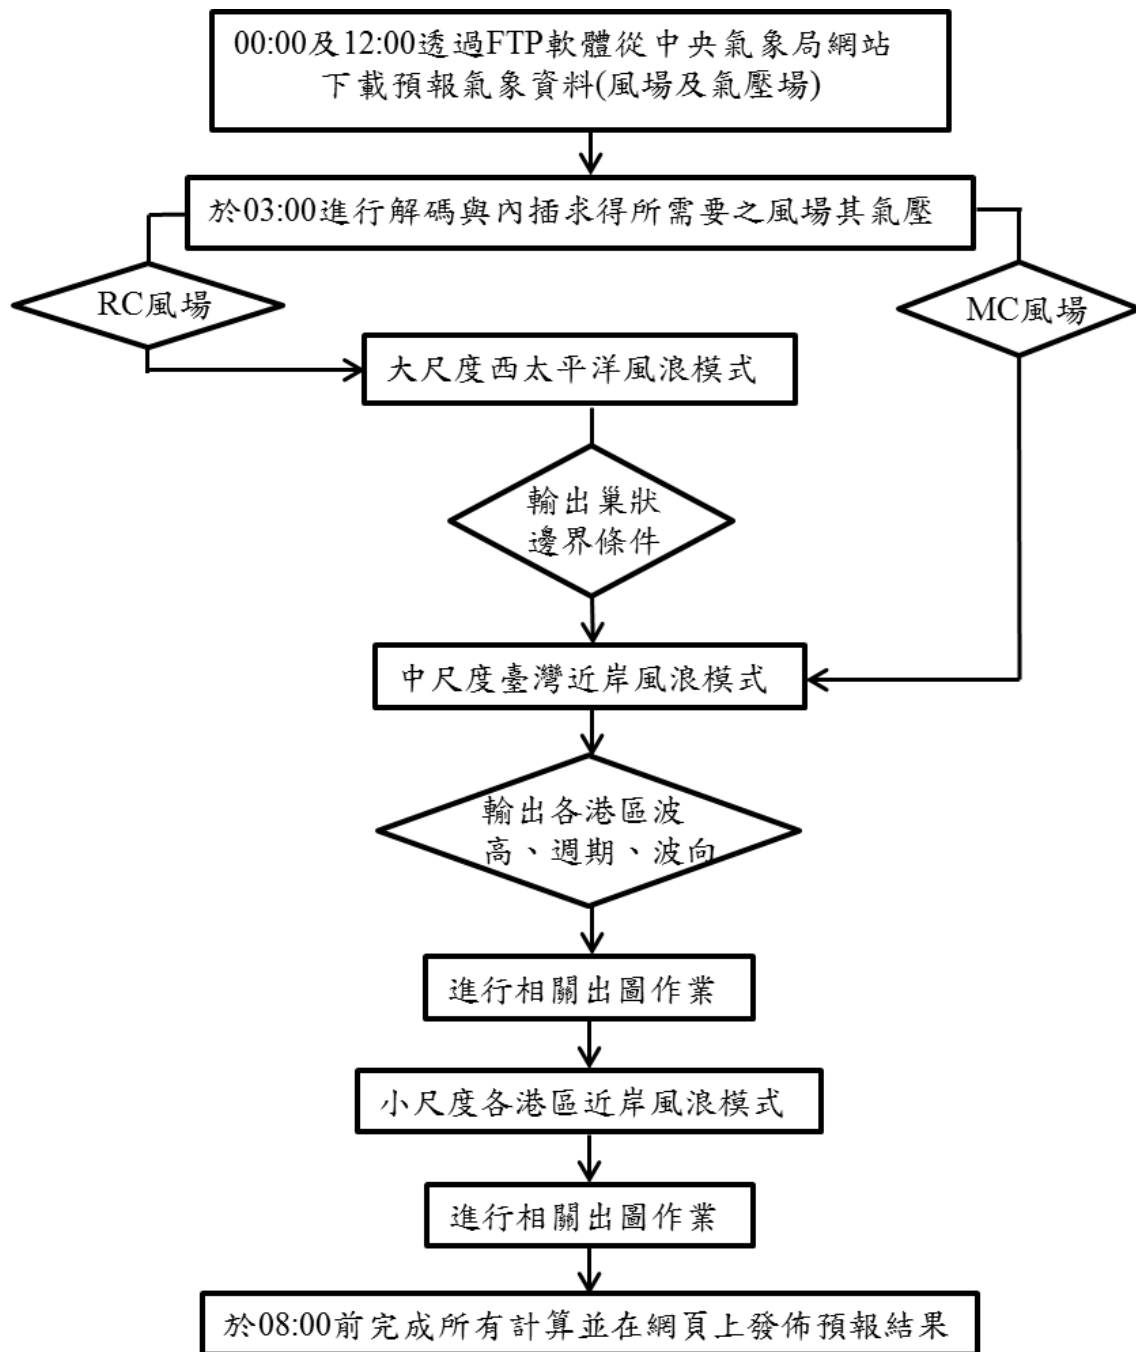 00:00及12:00透過FTP軟體從中央氣象局網站
下載預報氣象資料(風場及氣壓場)
於03:00進行解碼與內插求得所需要之風場其氣壓
RC風場
MC風場
大尺度西太平洋風浪模式
輸出巢狀
邊界條件
中尺度臺灣近岸風浪模式
輸出各港區波
高、週期、波向
進行相關出圖作業
小尺度各港區近岸風浪模式
進行相關出圖作業
於08:00前完成所有計算並在網頁上發佈預報結果